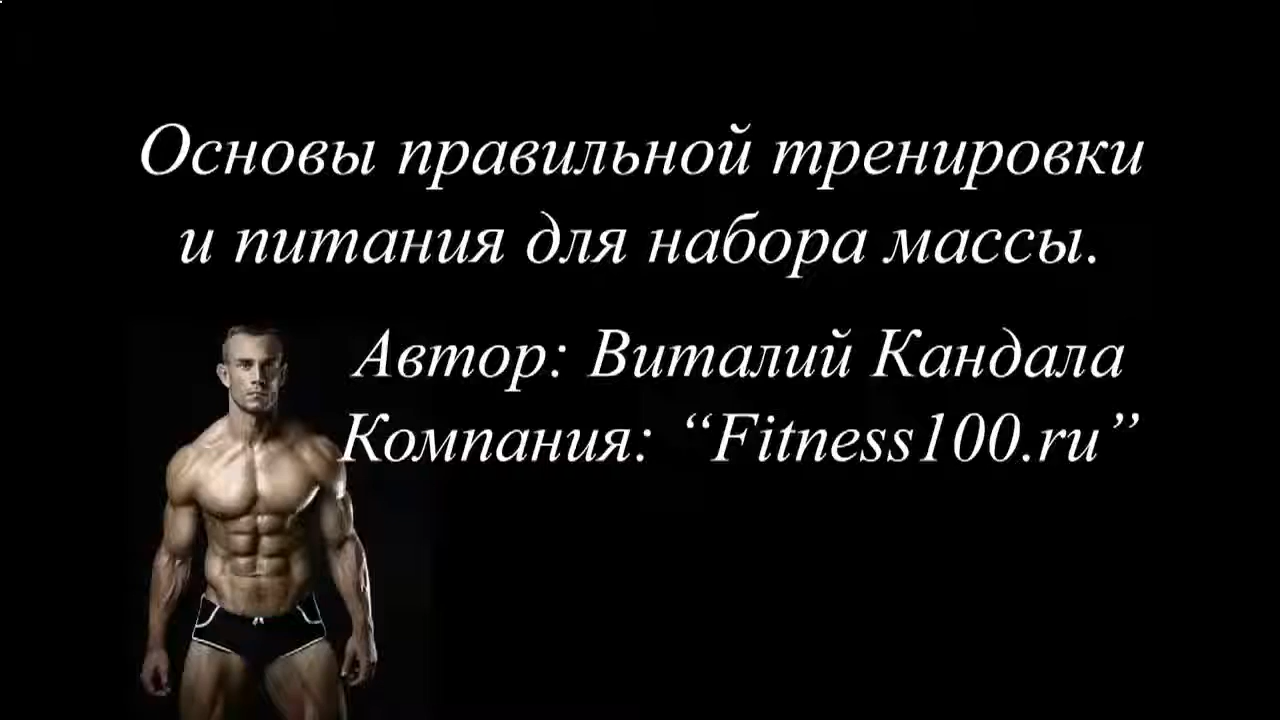 Основы правильной тренировки
и питания для набора массы.
Автор: Виталий Кандала
Компания: “Fitness100.ru”